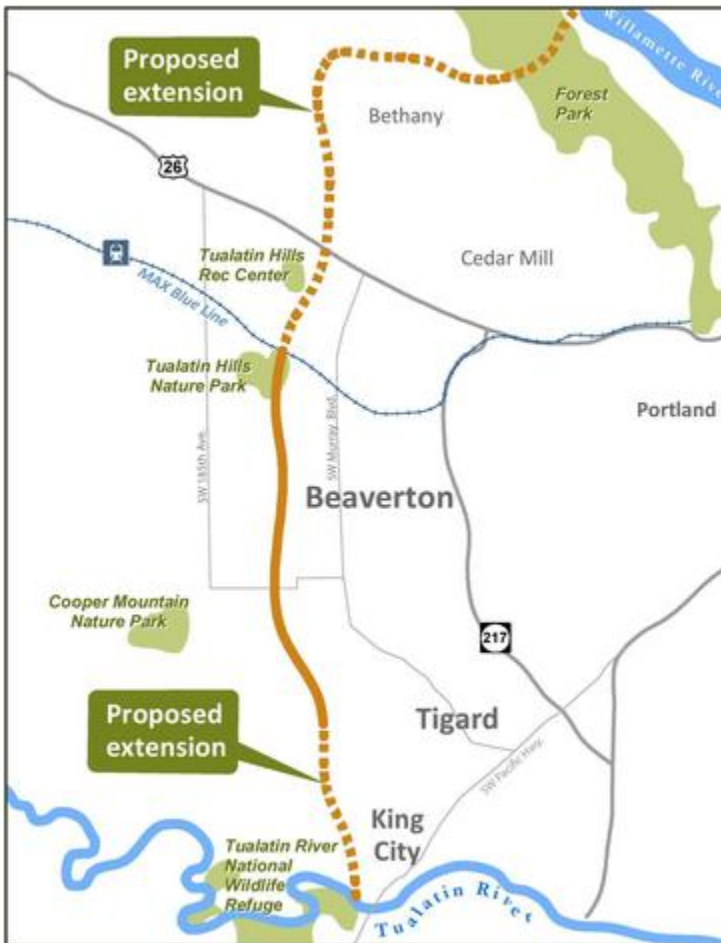 Willamette River
Proposed
extension
Forest
Park
Bethany
26
Cedar Mill
Tualatin Hills
Rec Center
MAX Blue Line
Tualatin Hills
Nature Park
Portland
SW 185th Ave.
SW Murray Blvd.
Beaverton
Cooper Mountain
Nature Park
217
Proposed
extension
Tigard
SW Pacific Hwy.
King
City
Tualatin River
National
Wildlife
Refuge
Tualatin River